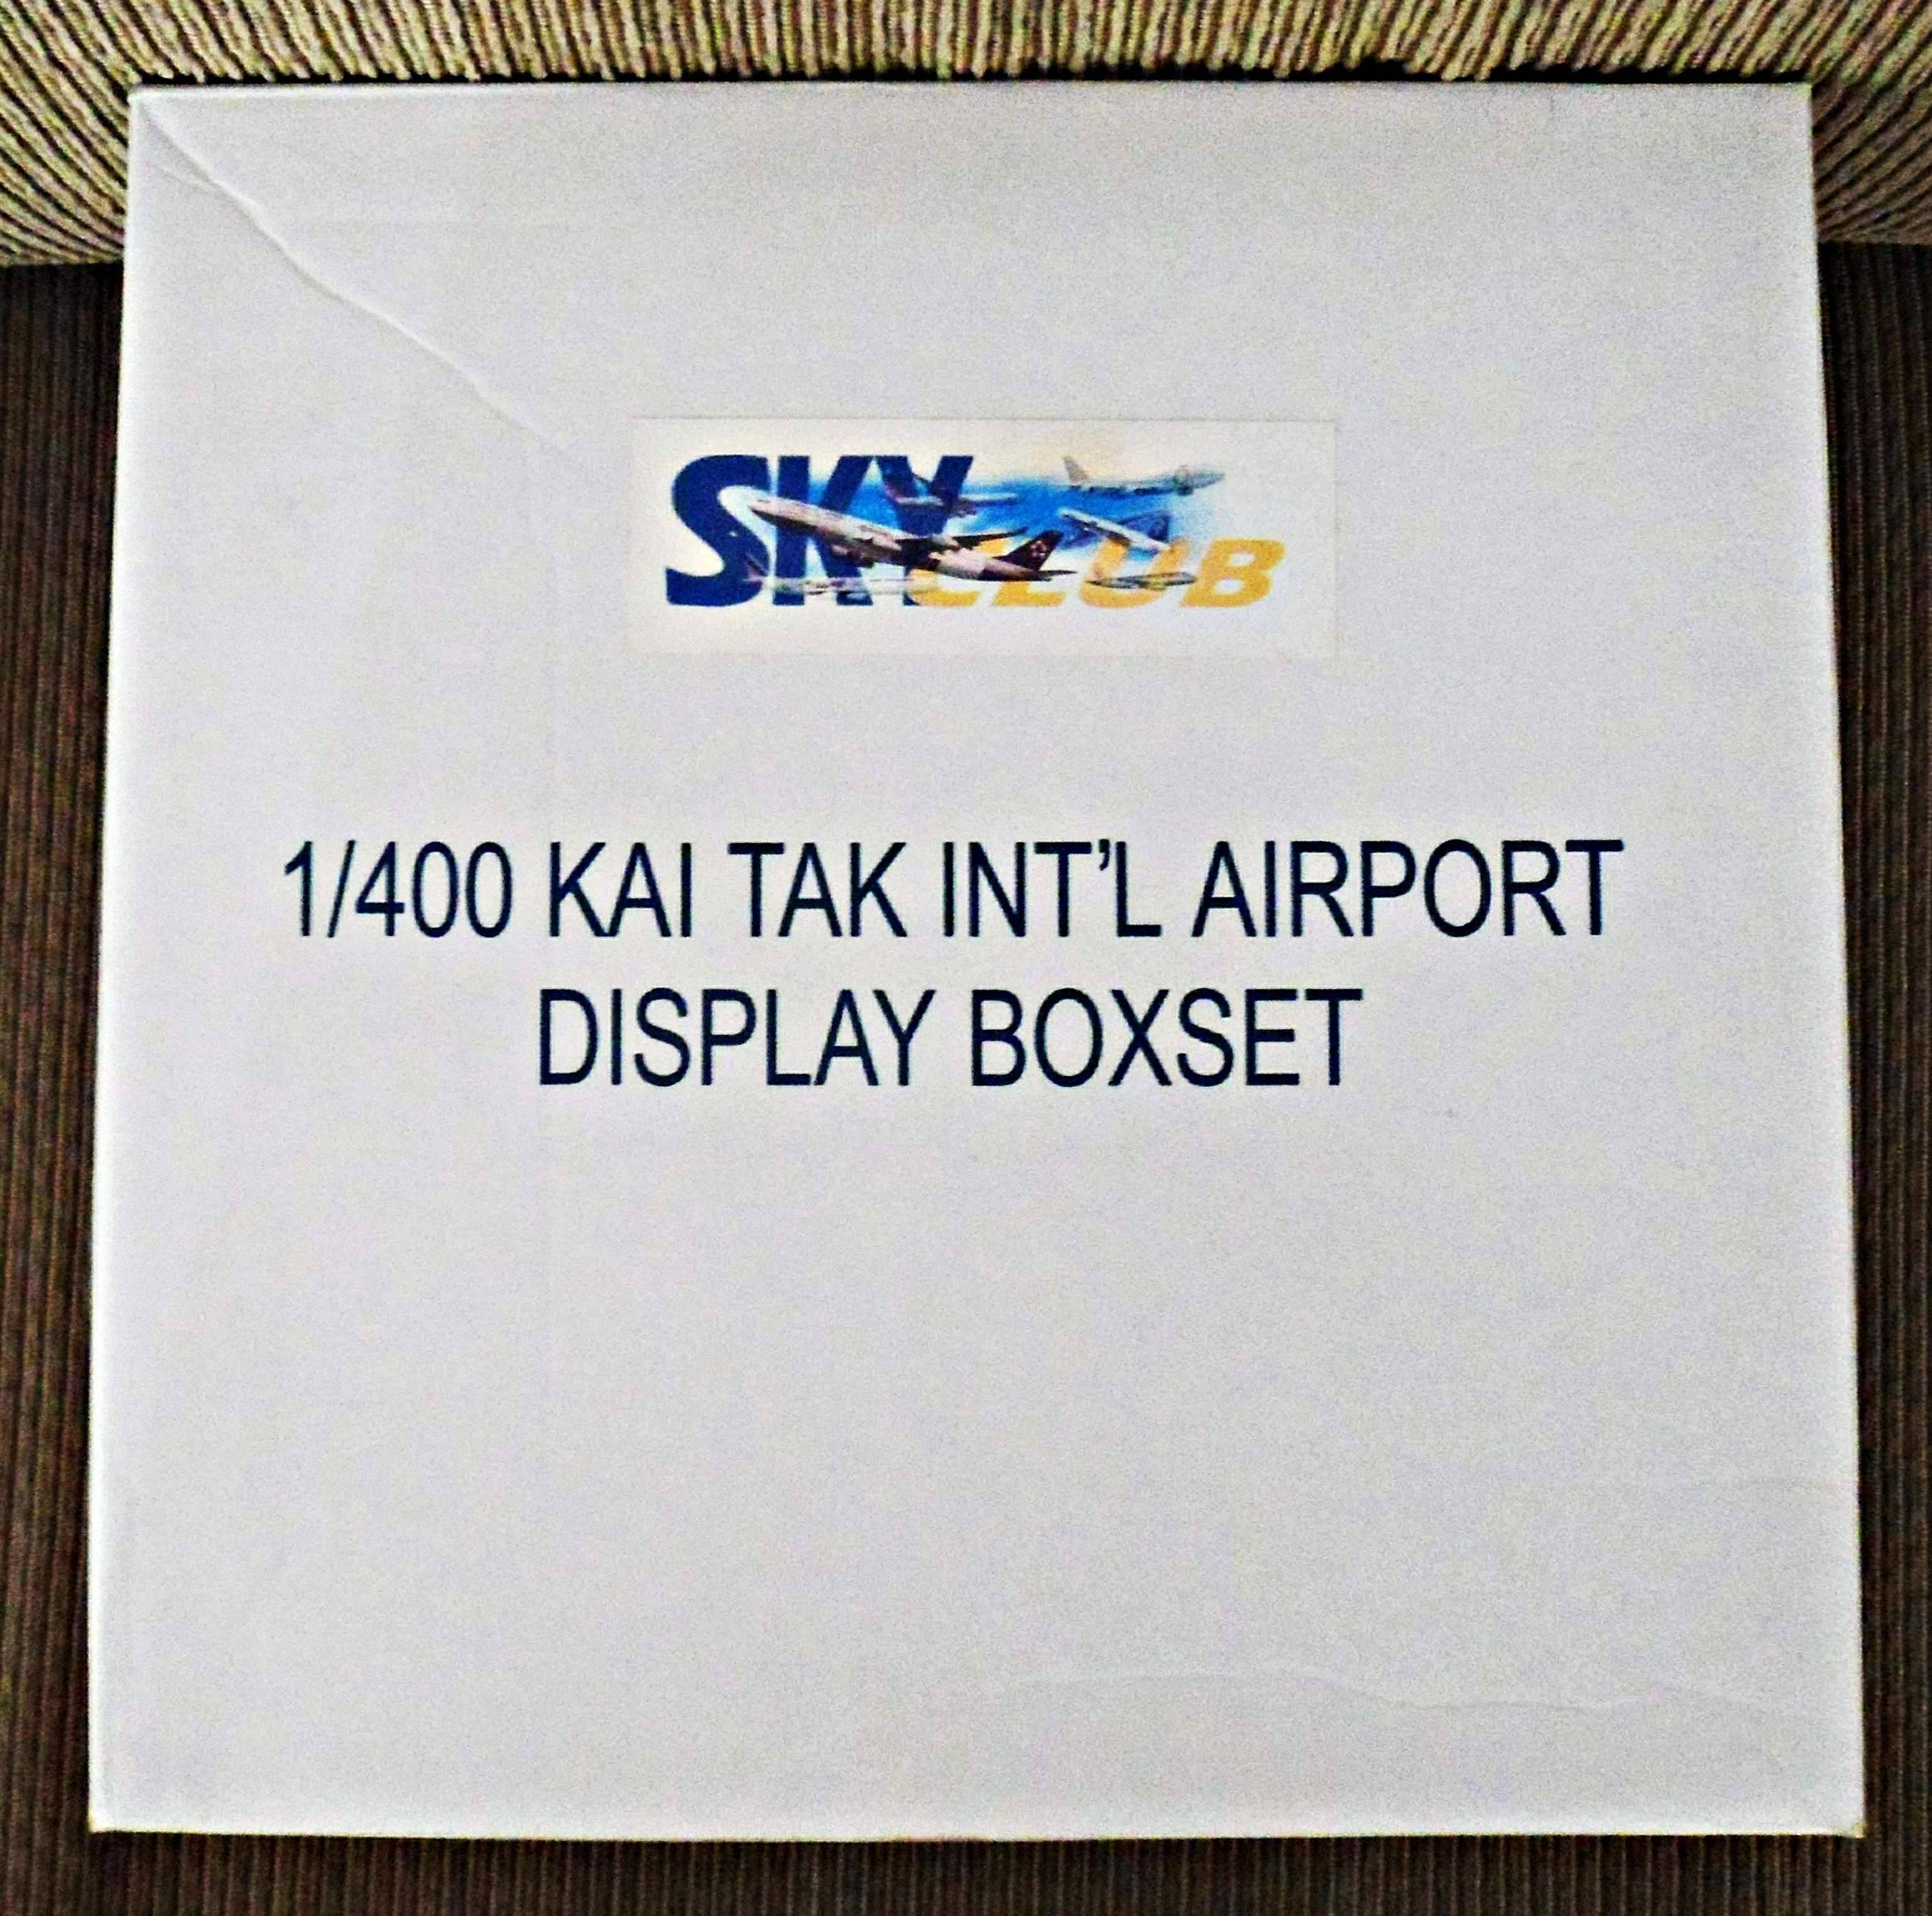 SKY CLUB
1/400 KAI TAK INT'L AIRPORT
DISPLAY BOXSET